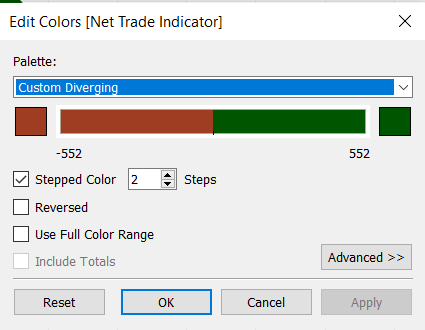 Edit Colors [Net Trade Indicator]
Palette:
Custom Diverging
-552 552
Stepped Color 2 Steps
Reversed
Use Full Color Range
Include Totals
Advanced >>
Reset OK Cancel Apply